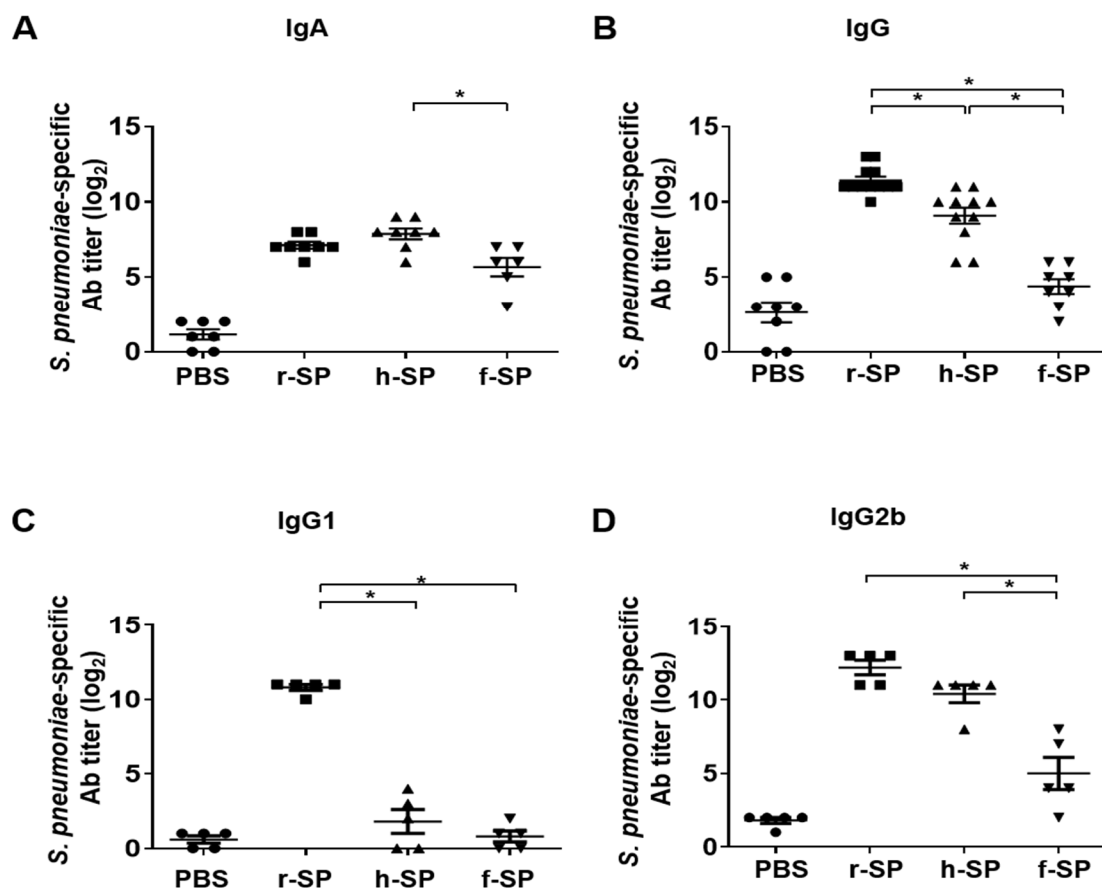 A
IgA
S. pneumoniae-specific
Ab titer (log2)
*
15
10
5
0
PBS r-SP h-SP f-SP
B
IgG
S. pneumoniae-specific
Ab titer (log2)
*
* *
15
10
5
0
PBS r-SP h-SP f-SP
C
IgG1
S. pneumoniae-specific
Ab titer (log2)
*
*
15
10
5
0
PBS r-SP h-SP f-SP
D
IgG2b
S. pneumoniae-specific
Ab titer (log2)
*
*
15
10
5
0
PBS r-SP h-SP f-SP